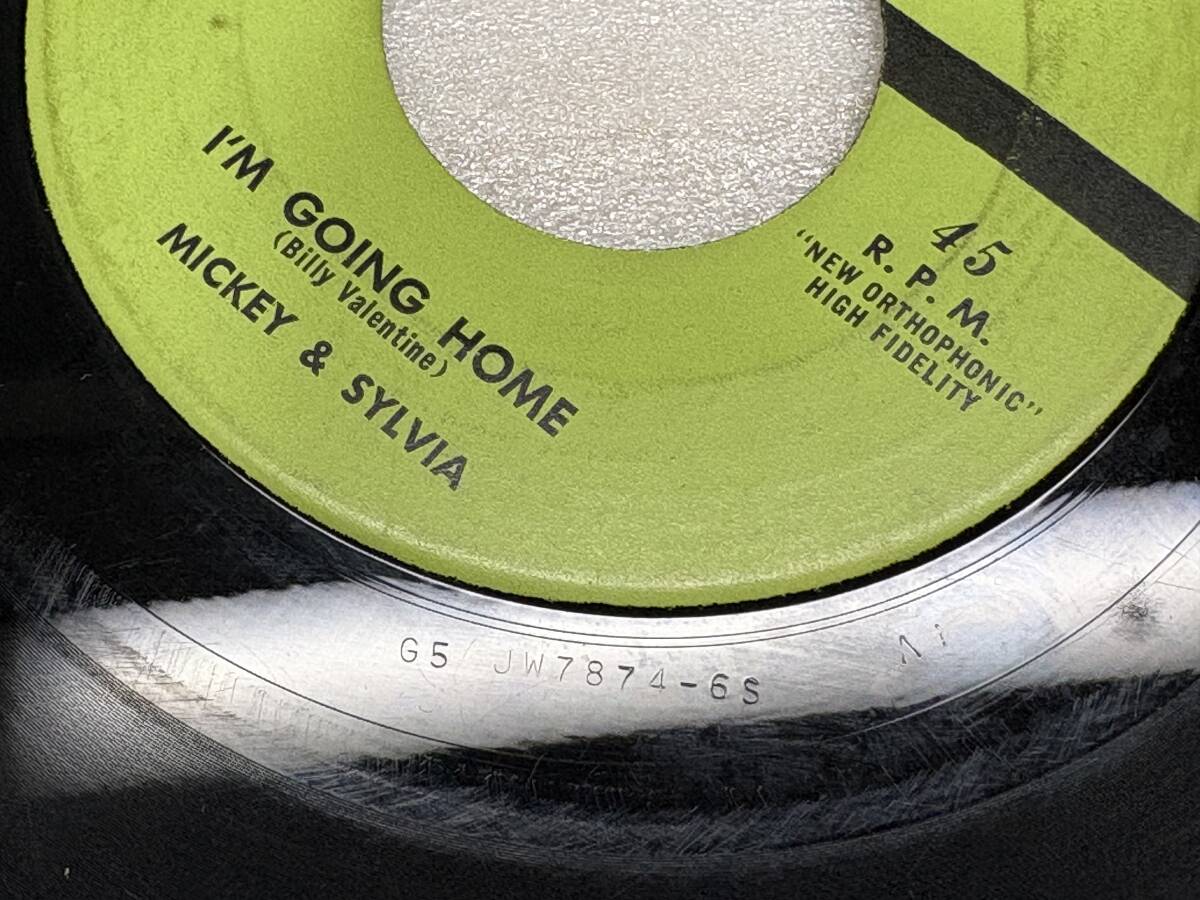 I'M GOING HOME
(Billy Valentine)
MICKEY & SYLVIA
45
R. P. M.
"NEW ORTHOPHONIC"
HIGH FIDELITY
G5 JW7874-6S